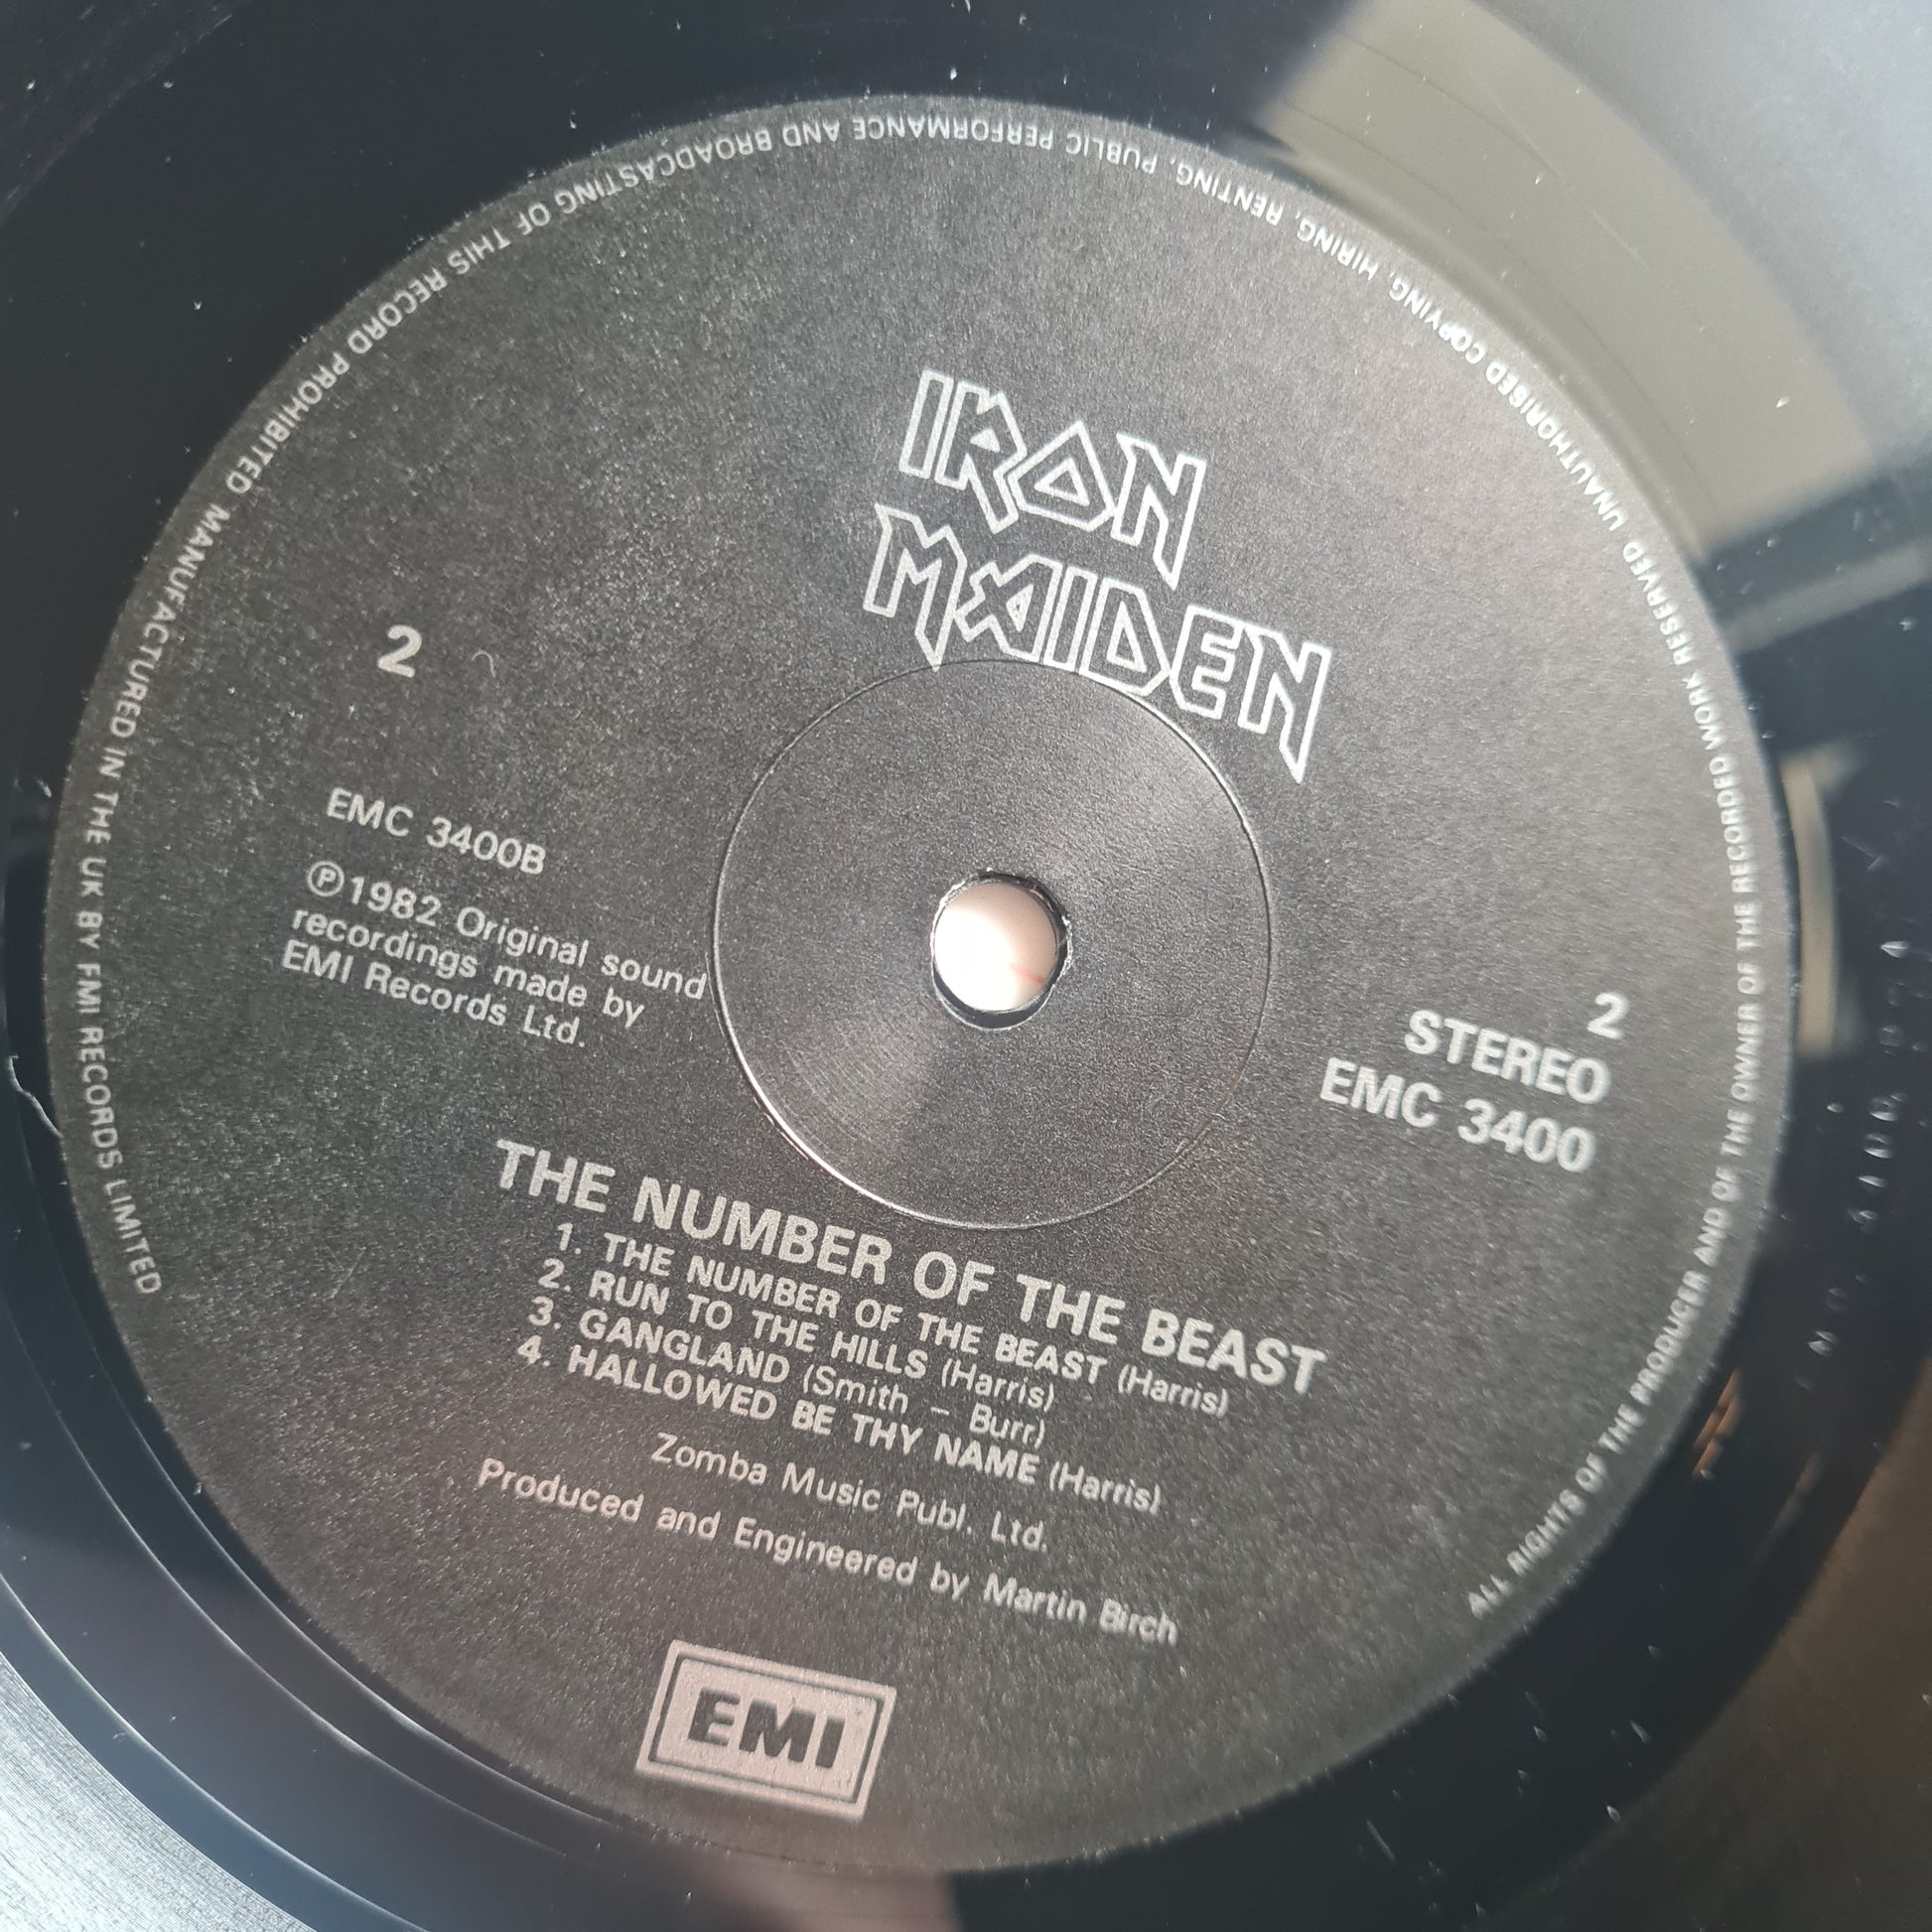 IRON
MAIDEN
2
EMC 3400B
Ⓟ1982 Original sound
recordings made by
EMI Records Ltd.
2
STEREO
EMC 3400
THE NUMBER OF THE BEAST
1. THE NUMBER OF THE BEAST (Harris)
2. RUN TO THE HILLS (Harris)
3. GANGLAND (Smith – Burr)
4. HALLOWED BE THY NAME (Harris)
Zomba Music Publ. Ltd.
Produced and Engineered by Martin Birch
EMI
ALL RIGHTS OF THE PRODUCER AND OF THE OWNER OF THE RECORDED WORK RESERVED UNAUTHORISED COPYING, HIRING, RENTING, PUBLIC PERFORMANCE AND BROADCASTING OF THIS RECORD PROHIBITED MANUFACTURED IN THE UK BY EMI RECORDS LIMITED